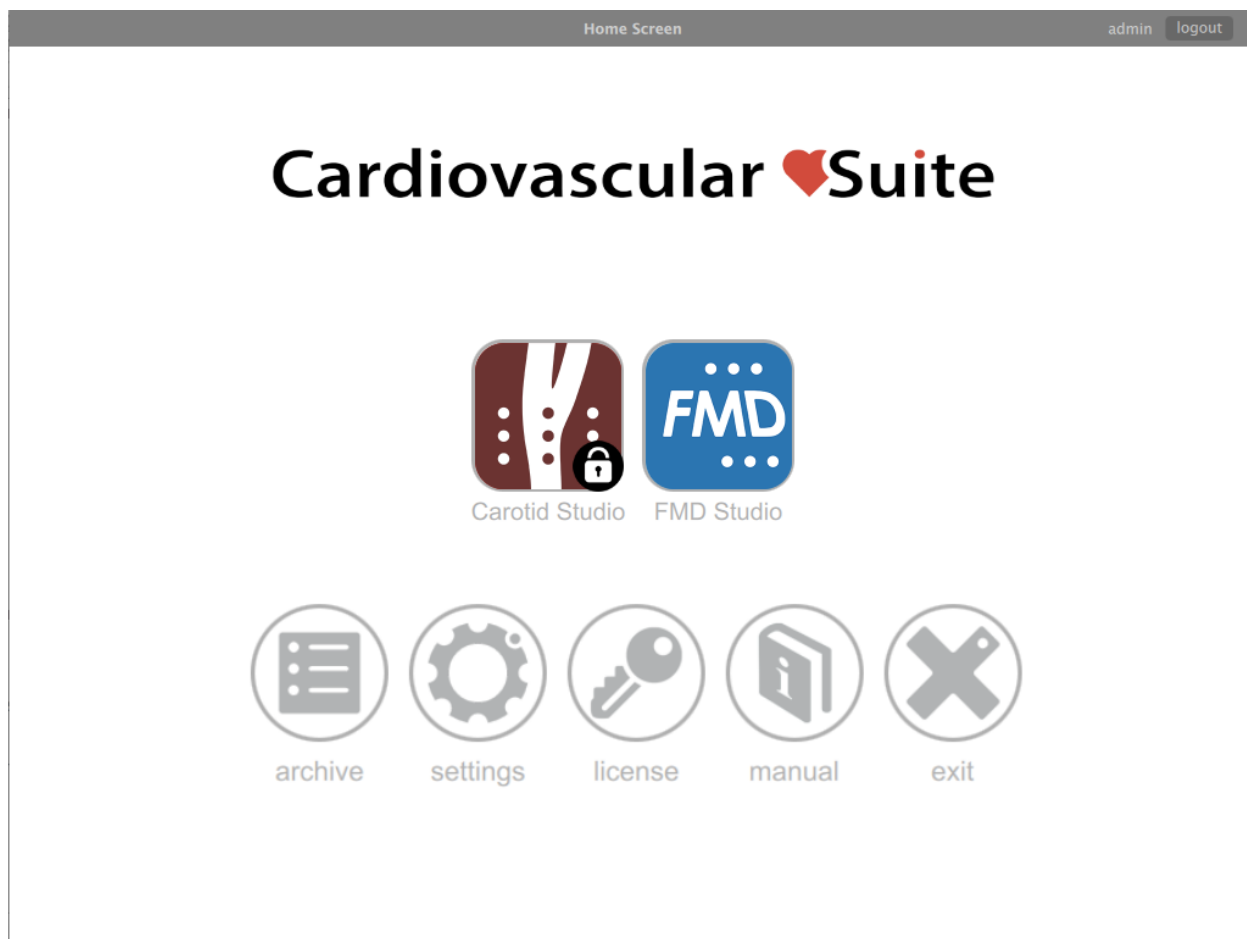 Home Screen
admin
logout
Cardiovascular Suite
FMD
Carotid Studio
FMD Studio
archive
settings
license
manual
exit